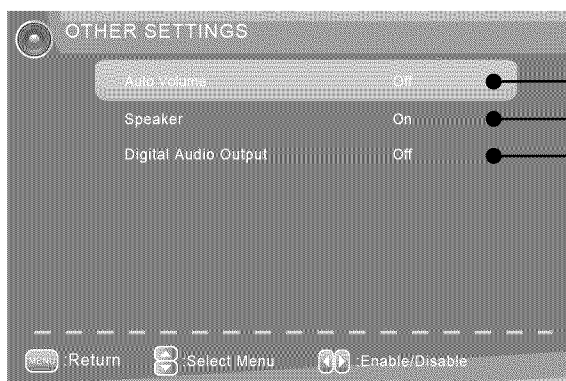 OTHER SETTINGS
Auto Volume Off
Speaker On
Digital Audio Output Off
MENU :Return :Select Menu :Enable/Disable